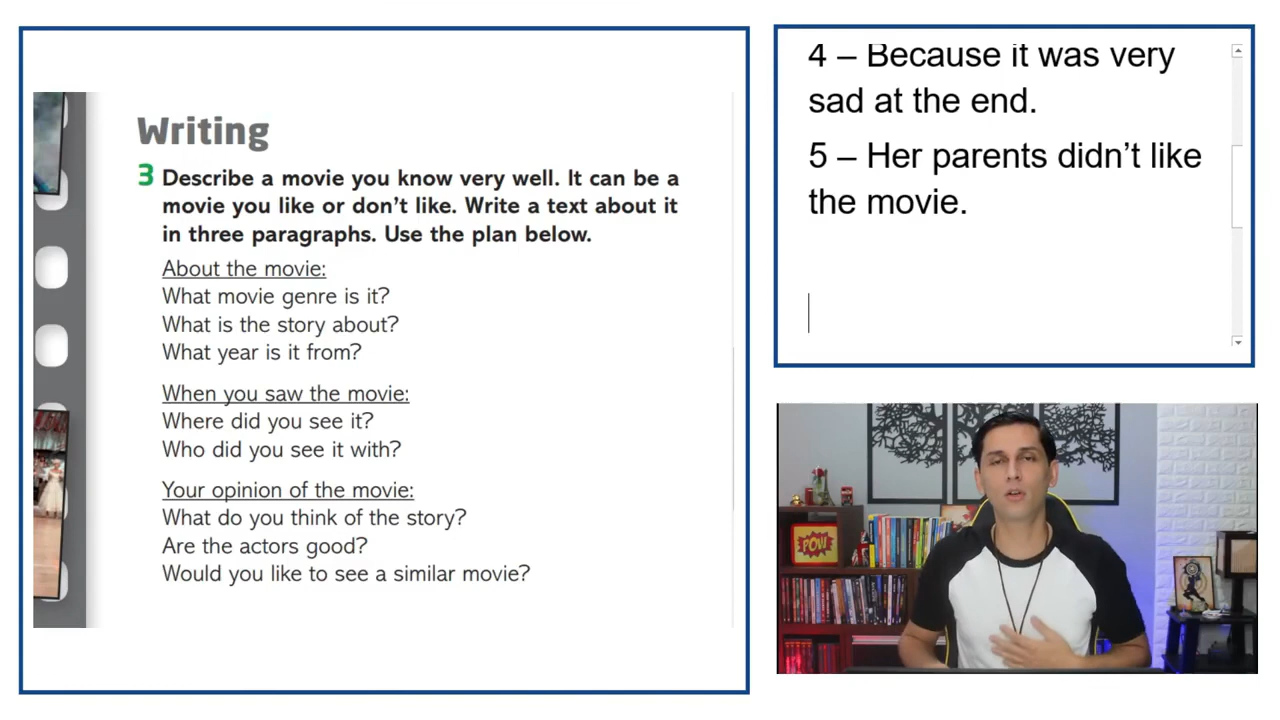 Writing
3 Describe a movie you know very well. It can be a
movie you like or don't like. Write a text about it
in three paragraphs. Use the plan below.
About the movie:
What movie genre is it?
What is the story about?
What year is it from?
When you saw the movie:
Where did you see it?
Who did you see it with?
Your opinion of the movie:
What do you think of the story?
Are the actors good?
Would you like to see a similar movie?
4 – Because it was very
sad at the end.
5 – Her parents didn't like
the movie.
POW